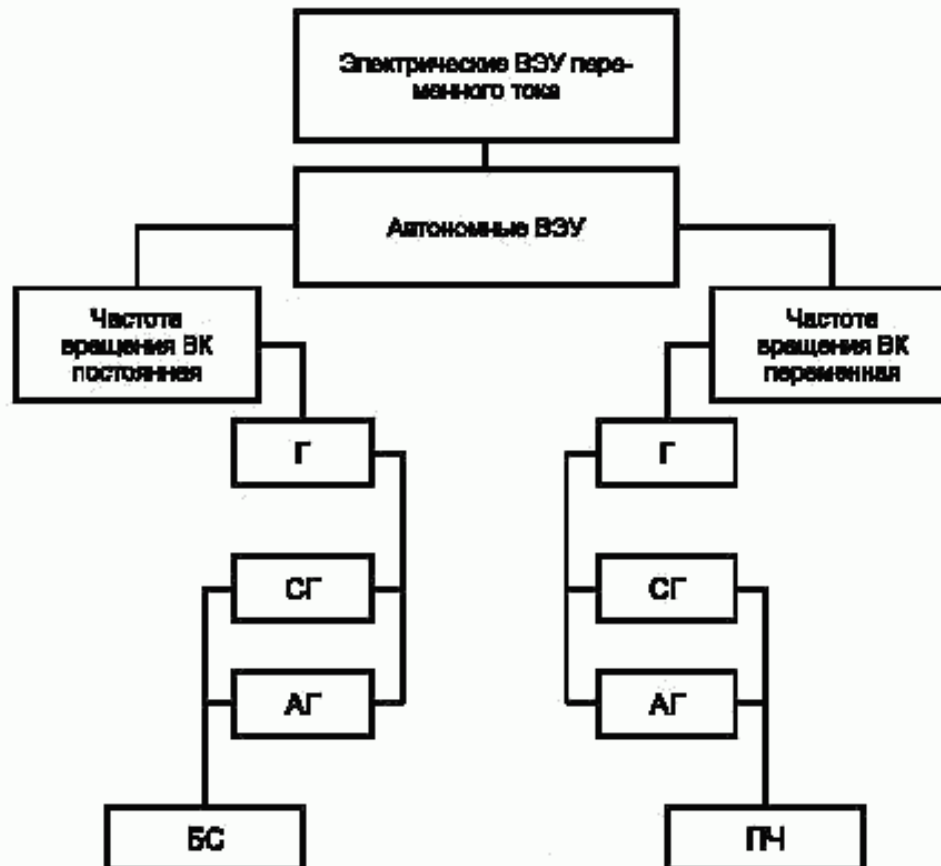 Электрические ВЭУ пере-
менного тока
Автономные ВЭУ
Частота
вращения ВК
постоянная
Частота
вращения ВК
переменная
Г
Г
СГ
СГ
АГ
АГ
БС
ПЧ